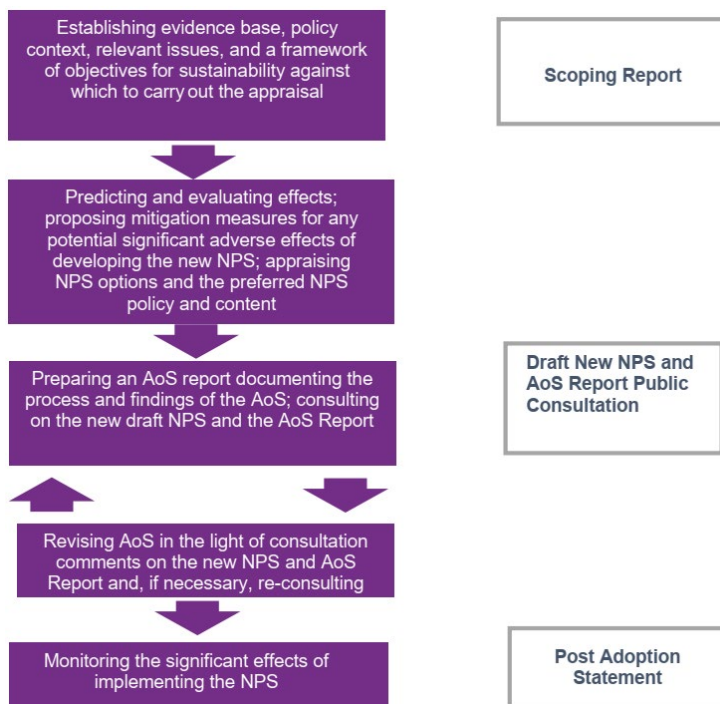 Establishing evidence base, policy
context, relevant issues, and a framework
of objectives for sustainability against
which to carry out the appraisal
Scoping Report
Predicting and evaluating effects;
proposing mitigation measures for any
potential significant adverse effects of
developing the new NPS; appraising
NPS options and the preferred NPS
policy and content
Preparing an AoS report documenting the
process and findings of the AoS; consulting
on the new draft NPS and the AoS Report
Draft New NPS and
AoS Report Public
Consultation
Revising AoS in the light of consultation
comments on the new NPS and AoS
Report and, if necessary, re-consulting
Monitoring the significant effects of
implementing the NPS
Post Adoption
Statement